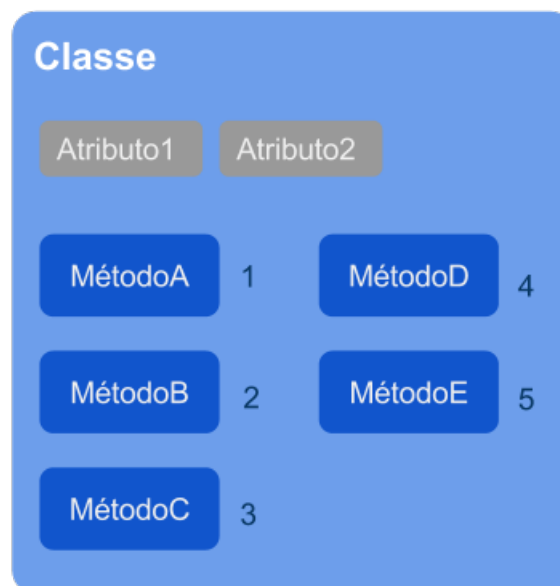 Classe
Atributo1 Atributo2
MétodoA 1 MétodoD 4
MétodoB 2 MétodoE 5
MétodoC 3